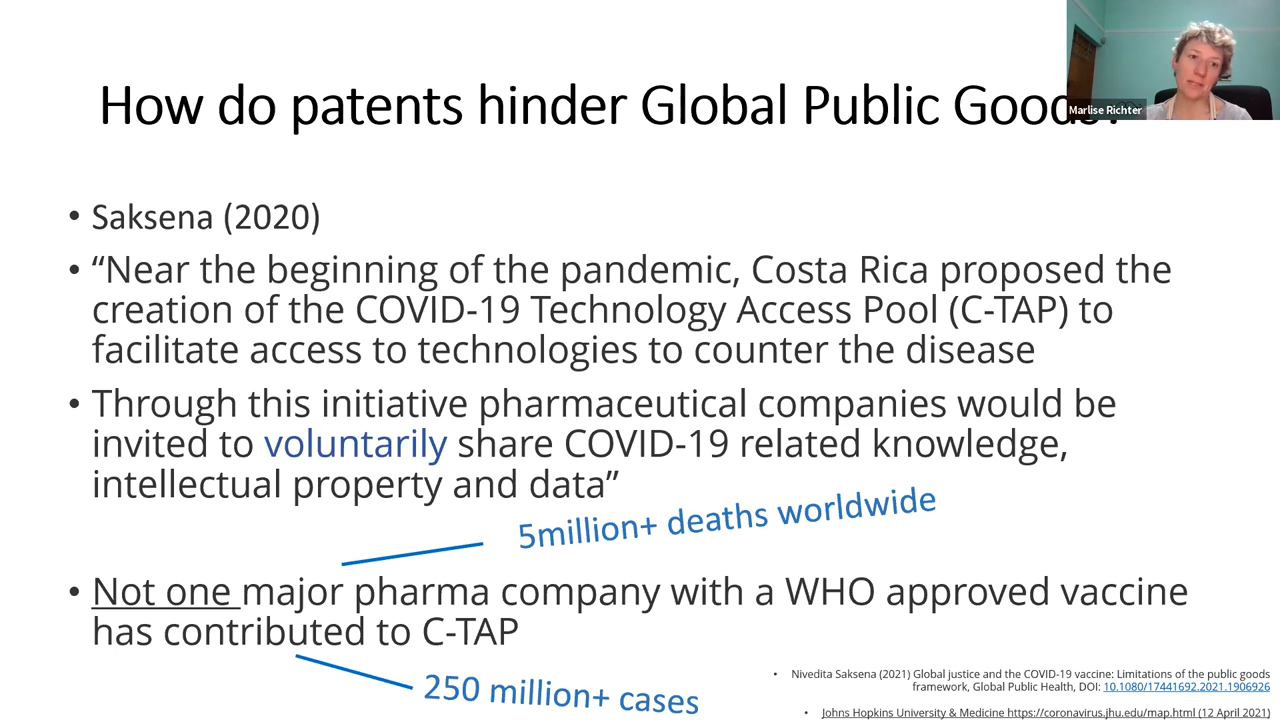 How do patents hinder Global Public Goods?
Marlise Richter
• Saksena (2020)
• “Near the beginning of the pandemic, Costa Rica proposed the
creation of the COVID-19 Technology Access Pool (C-TAP) to
facilitate access to technologies to counter the disease
• Through this initiative pharmaceutical companies would be
invited to voluntarily share COVID-19 related knowledge,
intellectual property and data”
5million+ deaths worldwide
• Not one major pharma company with a WHO approved vaccine
has contributed to C-TAP
250 million+ cases
• Nivedita Saksena (2021) Global justice and the COVID-19 vaccine: Limitations of the public goods
framework, Global Public Health, DOI: 10.1080/17441692.2021.1906926
• Johns Hopkins University & Medicine https://coronavirus.jhu.edu/map.html (12 April 2021)